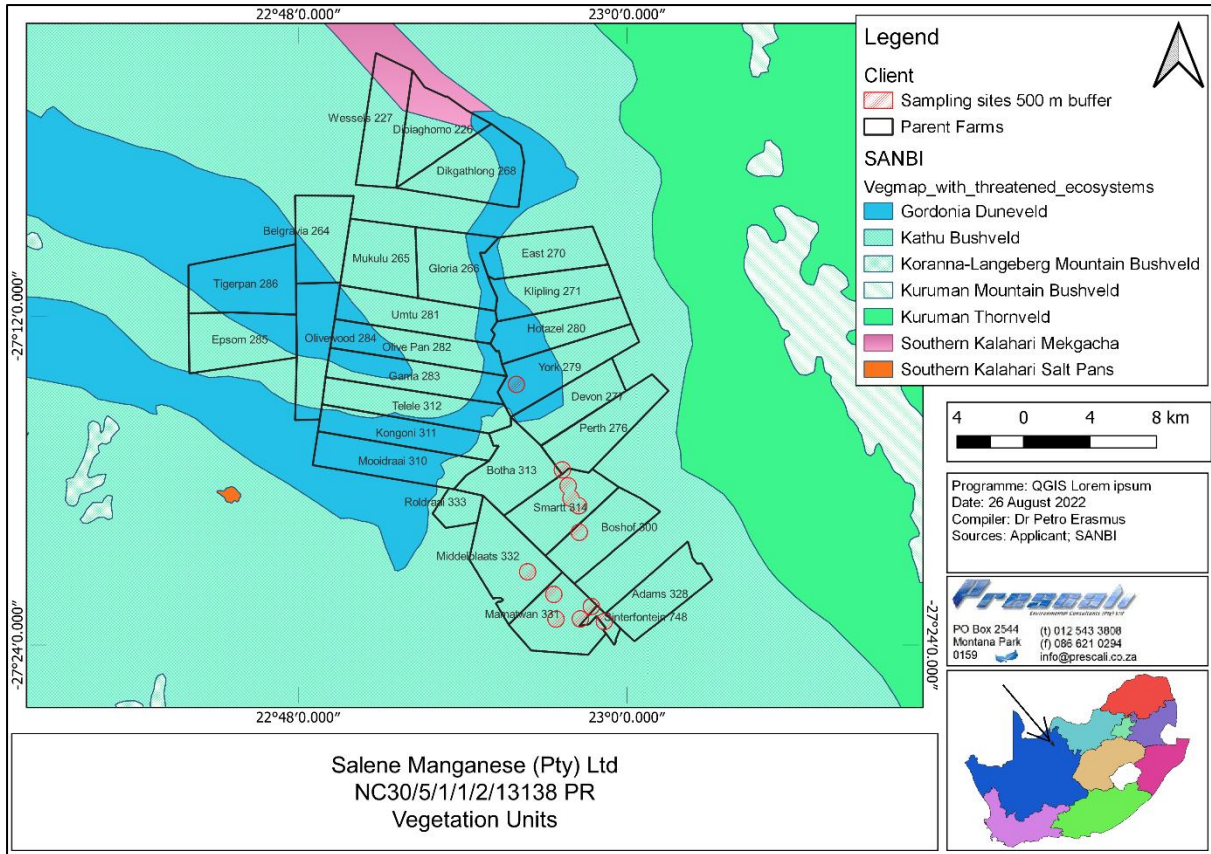 22°48'0.000"
23°0'0.000"
Legend
Client
Sampling sites 500 m buffer
Parent Farms
SANBI
Vegmap_with_threatened_ecosystems
Gordonia Duneveld
Kathu Bushveld
Koranna-Langeberg Mountain Bushveld
Kuruman Mountain Bushveld
Kuruman Thornveld
Southern Kalahari Mekgacha
Southern Kalahari Salt Pans
Wessels 227
Dibiaghomo 226
Dikgathlong 268
Belgravia 264
Mukulu 265
Gloria 266
East 270
Tigerpan 286
Klipling 271
-27°12'0.000"
Umtu 281
Hotazel 280
Epsom 285
Olivewood 284
Olive Pan 282
York 279
Gama 283
Devon 277
Telele 312
Perth 276
Kongoni 311
Mooidraai 310
Botha 313
Roldraai 333
Smartt 314
Boshof 300
Middelplaats 332
Adams 328
Mamatwan 331
Sinterfontein 748
-27°24'0.000"
-27°24'0.000"
22°48'0.000"
23°0'0.000"
4 0 4 8 km
Programme: QGIS Lorem ipsum
Date: 26 August 2022
Compiler: Dr Petro Erasmus
Sources: Applicant; SANBI
Prescali
Environmental Consultants (Pty) Ltd
PO Box 2544 (t) 012 543 3808
Montana Park (f) 086 621 0294
0159 info@prescali.co.za
Salene Manganese (Pty) Ltd
NC30/5/1/1/2/13138 PR
Vegetation Units